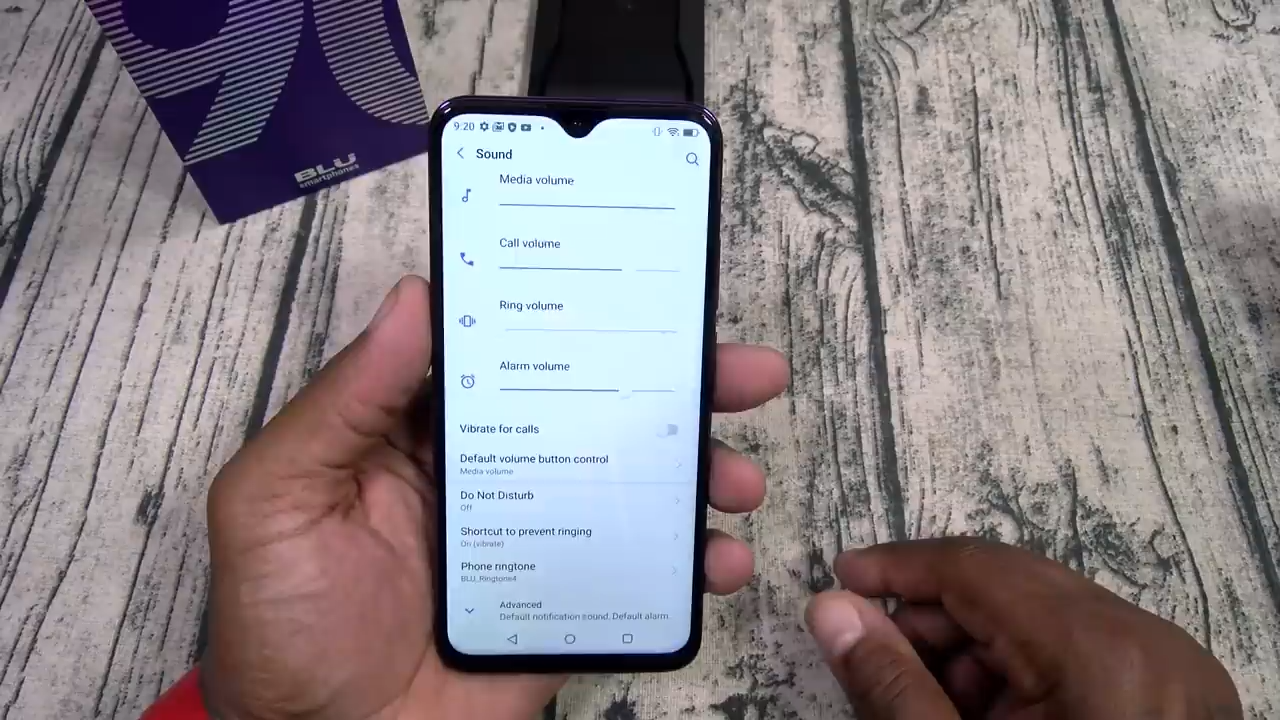 90
BLU
smartphones
9:20
Sound
Media volume
Call volume
Ring volume
Alarm volume
Vibrate for calls
Default volume button control
Media volume
Do Not Disturb
Off
Shortcut to prevent ringing
On (vibrate)
Phone ringtone
BLU_Ringtone4
Advanced
Default notification sound, Default alarm